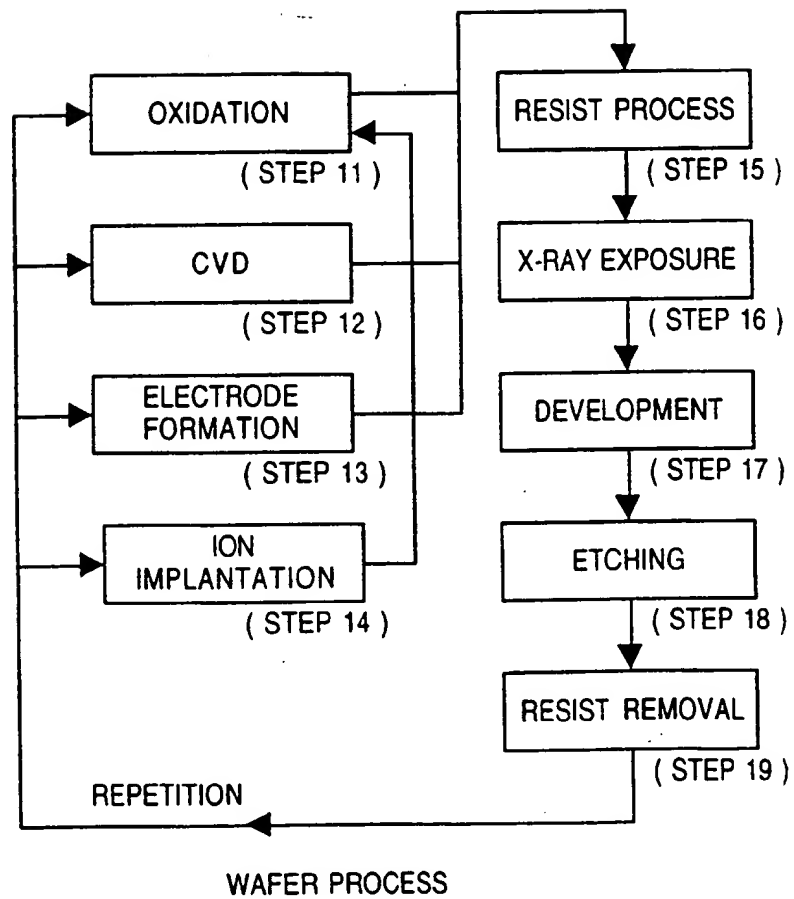 OXIDATION
( STEP 11 )
CVD
( STEP 12 )
ELECTRODE
FORMATION
( STEP 13 )
ION
IMPLANTATION
( STEP 14 )
RESIST PROCESS
( STEP 15 )
X-RAY EXPOSURE
( STEP 16 )
DEVELOPMENT
( STEP 17 )
ETCHING
( STEP 18 )
RESIST REMOVAL
( STEP 19 )
REPETITION
WAFER PROCESS